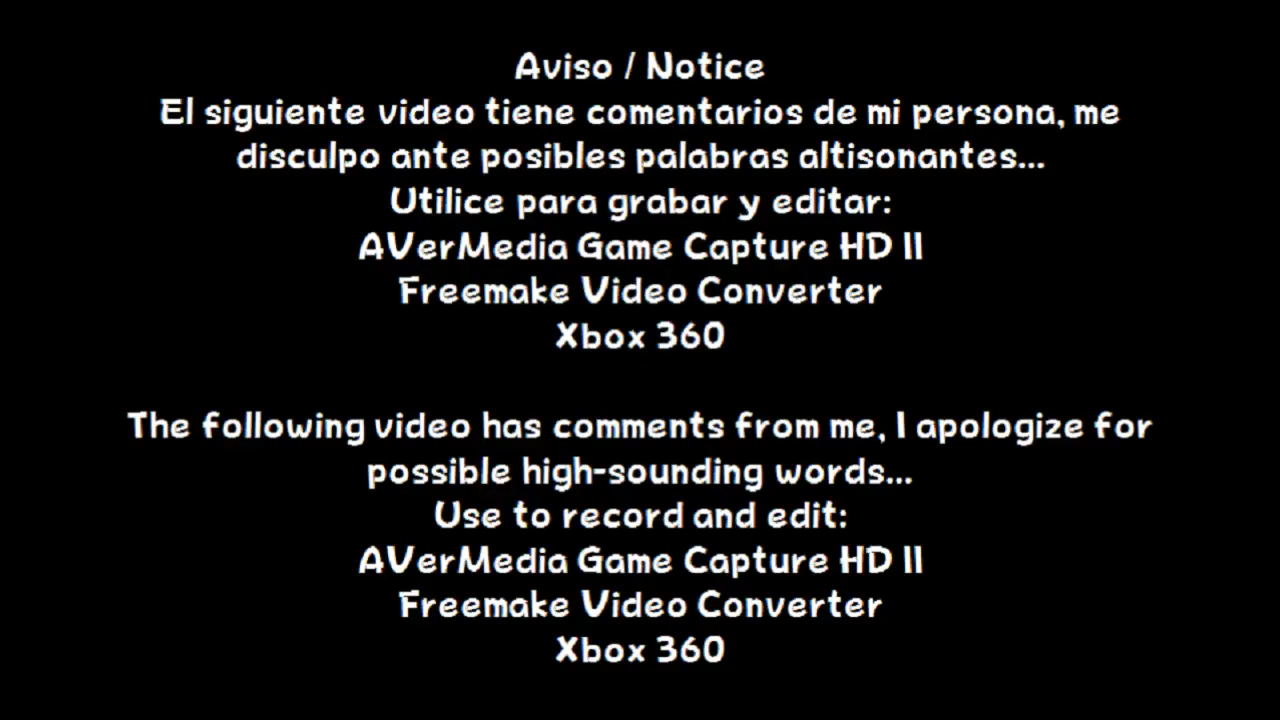 Aviso / Notice
El siguiente video tiene comentarios de mi persona, me
disculpo ante posibles palabras altisonantes...
Utilice para grabar y editar:
AVerMedia Game Capture HD II
Freemake Video Converter
Xbox 360
The following video has comments from me, I apologize for
possible high-sounding words...
Use to record and edit:
AVerMedia Game Capture HD II
Freemake Video Converter
Xbox 360